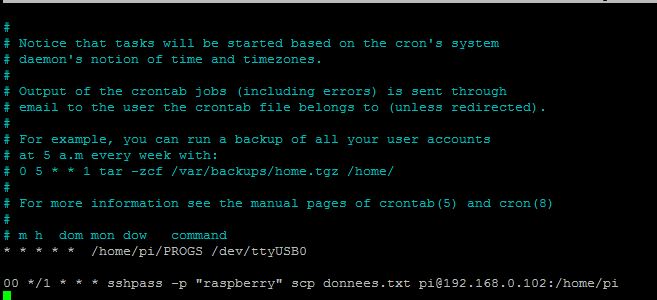 #
# Notice that tasks will be started based on the cron's system
# daemon's notion of time and timezones.
#
# Output of the crontab jobs (including errors) is sent through
# email to the user the crontab file belongs to (unless redirected).
#
# For example, you can run a backup of all your user accounts
# at 5 a.m every week with:
# 0 5 * * 1 tar -zcf /var/backups/home.tgz /home/
#
# For more information see the manual pages of crontab(5) and cron(8)
#
# m h  dom mon dow   command
* * * * *  /home/pi/PROGS /dev/ttyUSB0

00 */1 * * * sshpass -p "raspberry" scp donnees.txt pi@192.168.0.102:/home/pi